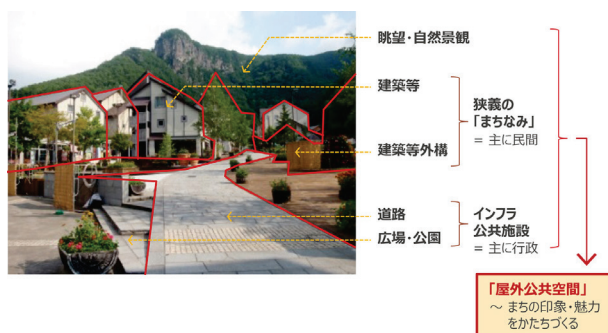 眺望・自然景観
建築等
狭義の
「まちなみ」
= 主に民間
建築等外構
道路
インフラ
公共施設
= 主に行政
広場・公園
「屋外公共空間」
～ まちの印象・魅力
をかたちづくる